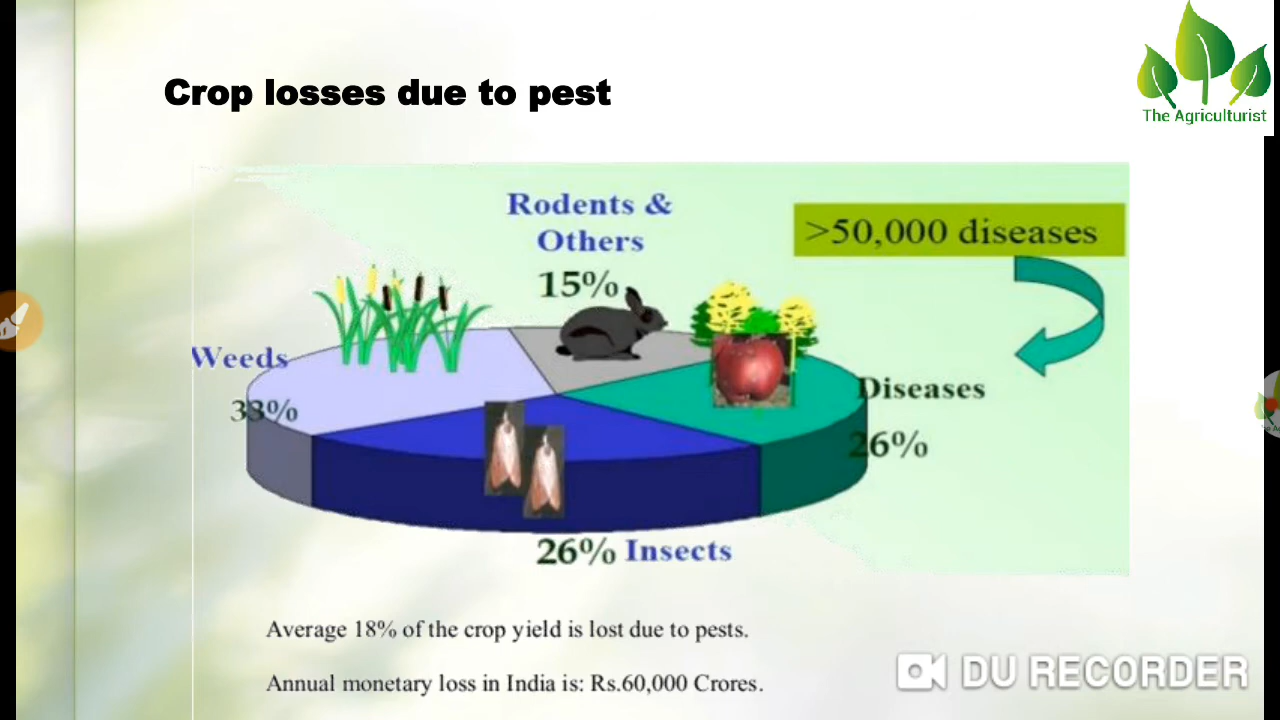 The Agriculturist
Crop losses due to pest
Rodents &
Others
15%
>50,000 diseases
Weeds
33%
Diseases
26%
26% Insects
Average 18% of the crop yield is lost due to pests.
Annual monetary loss in India is: Rs.60,000 Crores.
DU RECORDER